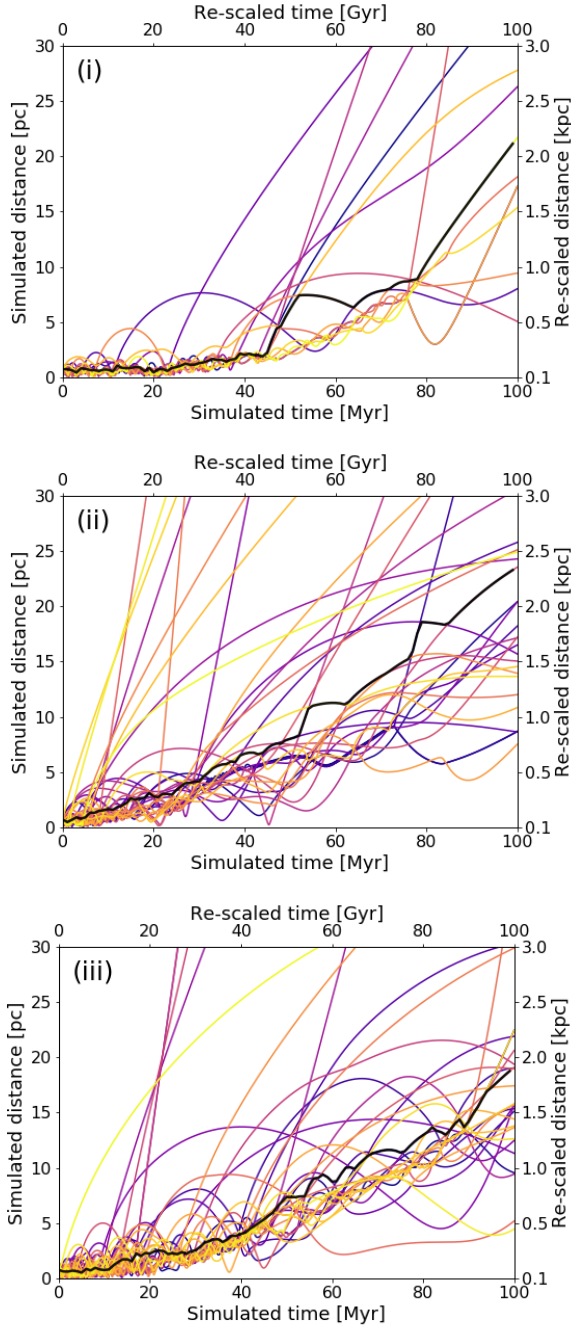 Re-scaled time [Gyr]
0 20 40 60 80 100
(i)
30 25 20 15 10 5 0
Simulated distance [pc]
3.0 2.5 2.0 1.5 1.0 0.5 0.1
Re-scaled distance [kpc]
0 20 40 60 80 100
Simulated time [Myr]
Re-scaled time [Gyr]
0 20 40 60 80 100
(ii)
30 25 20 15 10 5 0
Simulated distance [pc]
3.0 2.5 2.0 1.5 1.0 0.5 0.1
Re-scaled distance [kpc]
0 20 40 60 80 100
Simulated time [Myr]
Re-scaled time [Gyr]
0 20 40 60 80 100
(iii)
30 25 20 15 10 5 0
Simulated distance [pc]
3.0 2.5 2.0 1.5 1.0 0.5 0.1
Re-scaled distance [kpc]
0 20 40 60 80 100
Simulated time [Myr]